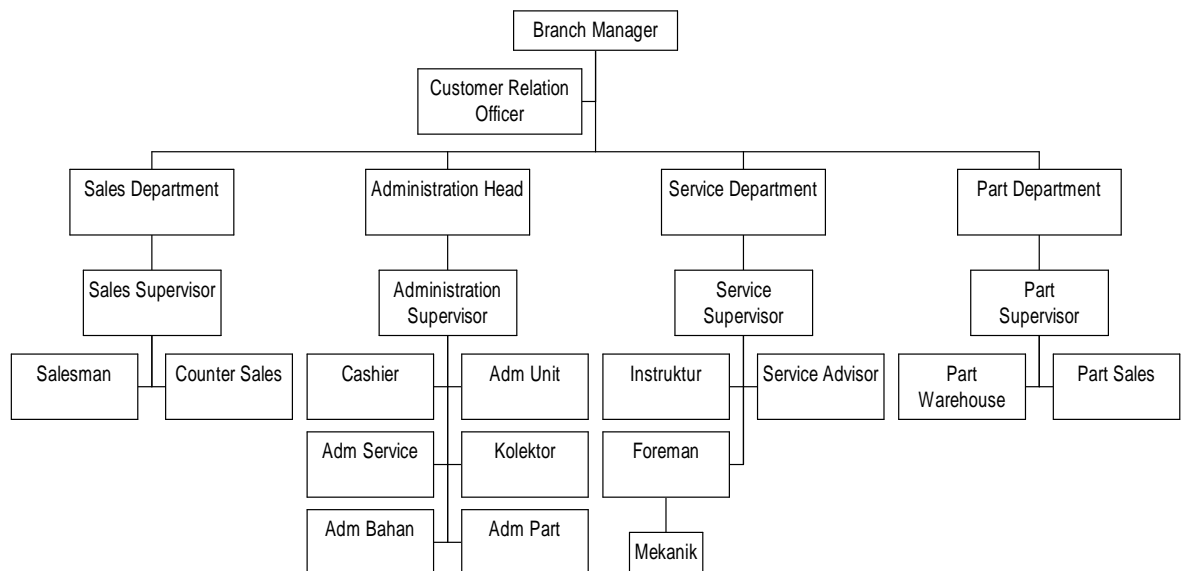 Branch Manager
Customer Relation
Officer
Sales Department
Administration Head
Service Department
Part Department
Sales Supervisor
Administration
Supervisor
Service
Supervisor
Part
Supervisor
Salesman
Counter Sales
Cashier
Adm Unit
Instruktur
Service Advisor
Part
Warehouse
Part Sales
Adm Service
Kolektor
Foreman
Adm Bahan
Adm Part
Mekanik